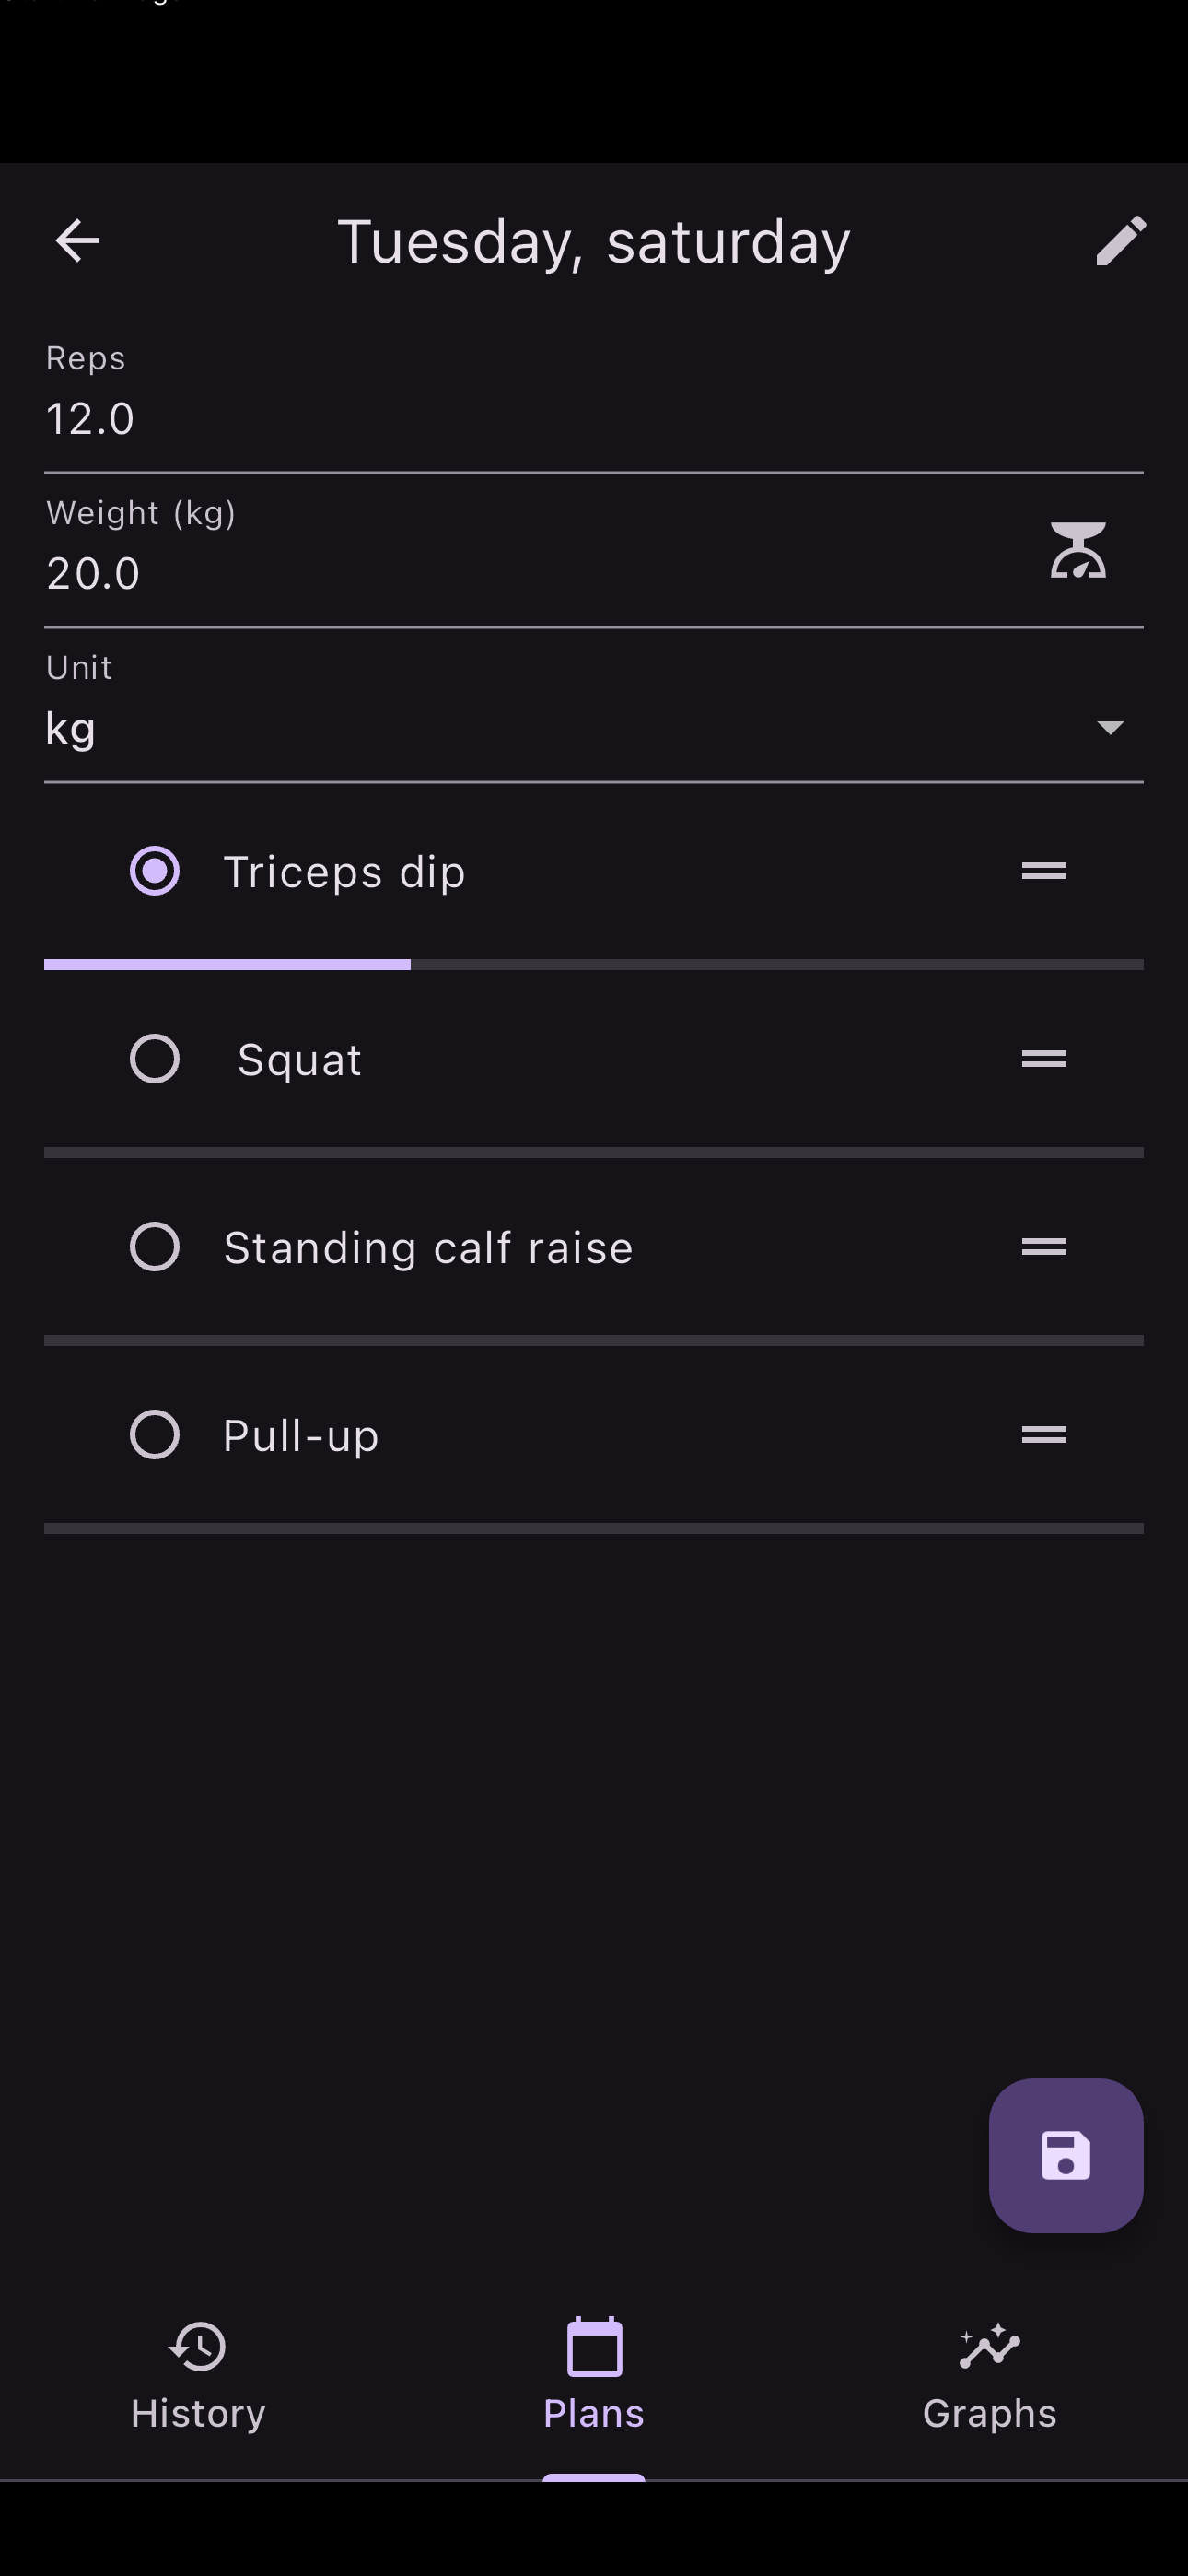 Tuesday, saturday
Reps
12.0
Weight (kg)
20.0
Unit
kg
Triceps dip
Squat
Standing calf raise
Pull-up
History
Plans
Graphs